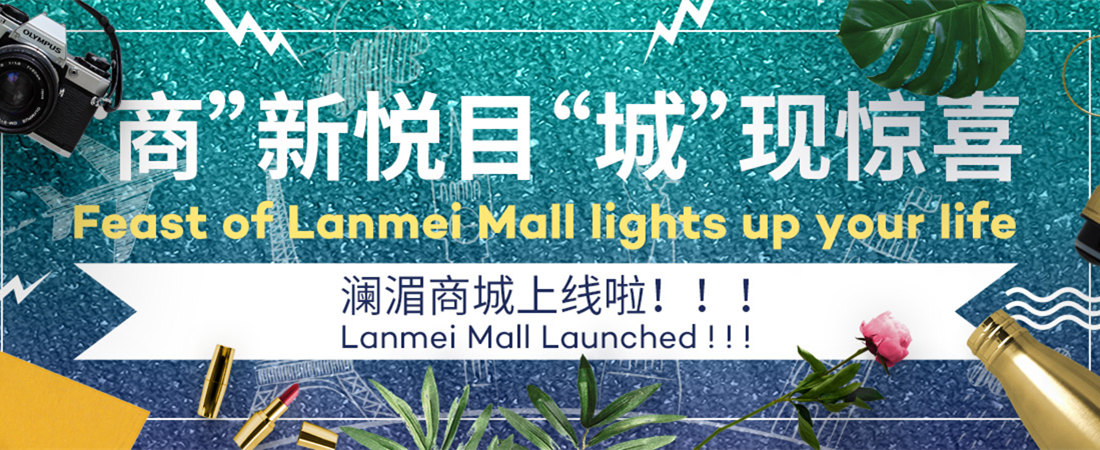 OLYMPUS
“商”新悦目“城”现惊喜
Feast of Lanmei Mall lights up your life
澜湄商城上线啦！！！
Lanmei Mall Launched ! ! !